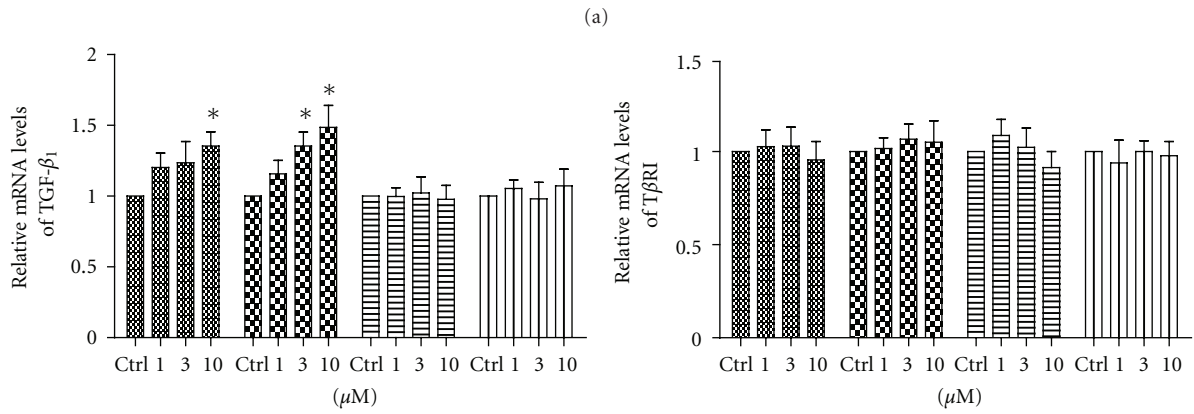 (a)
2
1.5
1
0.5
0
Relative mRNA levels
of TGF-β₁
* * *
Ctrl 1 3 10 Ctrl 1 3 10 Ctrl 1 3 10 Ctrl 1 3 10
(μM)
1.5
1
0.5
0
Relative mRNA levels
of TβRI
Ctrl 1 3 10 Ctrl 1 3 10 Ctrl 1 3 10 Ctrl 1 3 10
(μM)